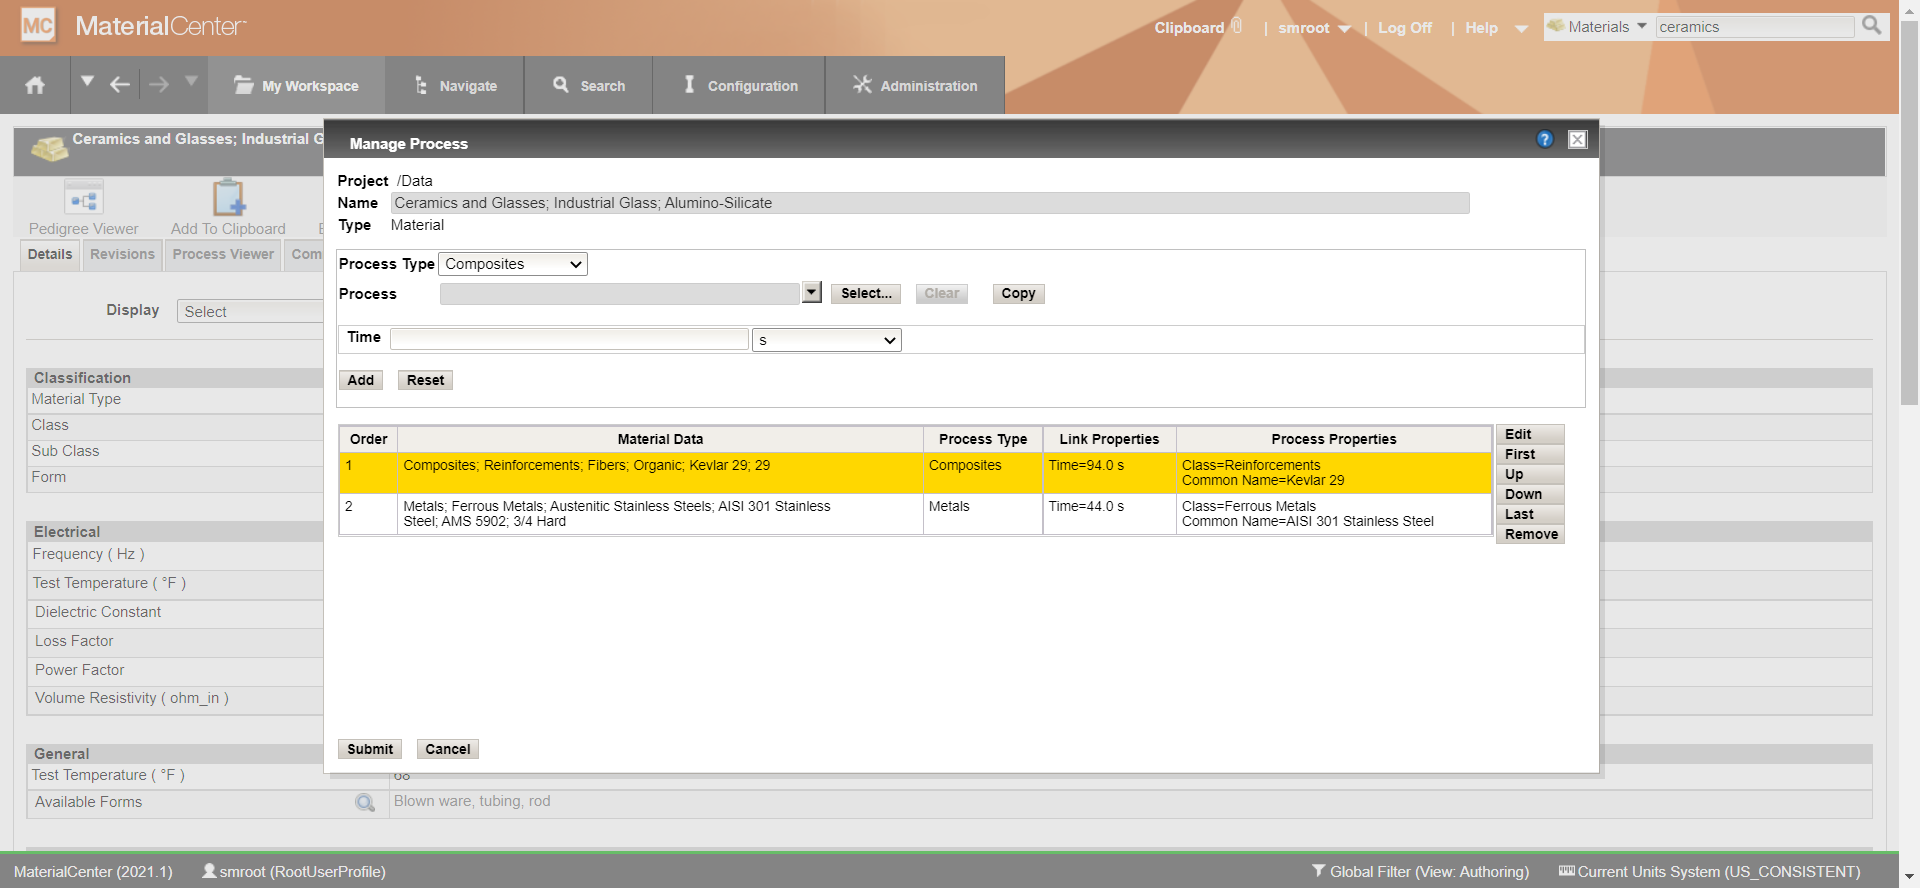 MC MaterialCenter
Clipboard | smroot | Log Off | Help
Materials ceramics
My Workspace Navigate Search Configuration Administration
Ceramics and Glasses; Industrial G
Pedigree Viewer Add To Clipboard
Details Revisions Process Viewer Com
Display Select
Classification
Material Type
Class
Sub Class
Form
Electrical
Frequency ( Hz )
Test Temperature ( °F )
Dielectric Constant
Loss Factor
Power Factor
Volume Resistivity ( ohm_in )
General
Test Temperature ( °F ) 68
Available Forms Blown ware, tubing, rod
Manage Process ?
Project /Data
Name Ceramics and Glasses; Industrial Glass; Alumino-Silicate
Type Material
Process Type Composites
Process Select... Clear Copy
Time s
Add Reset
Order Material Data Process Type Link Properties Process Properties
1 Composites; Reinforcements; Fibers; Organic; Kevlar 29; 29 Composites Time=94.0 s Class=Reinforcements
Common Name=Kevlar 29
2 Metals; Ferrous Metals; Austenitic Stainless Steels; AISI 301 Stainless Metals Time=44.0 s Class=Ferrous Metals
Steel; AMS 5902; 3/4 Hard Common Name=AISI 301 Stainless Steel
Edit
First
Up
Down
Last
Remove
Submit Cancel
MaterialCenter (2021.1) smroot (RootUserProfile) Global Filter (View: Authoring) Current Units System (US_CONSISTENT)